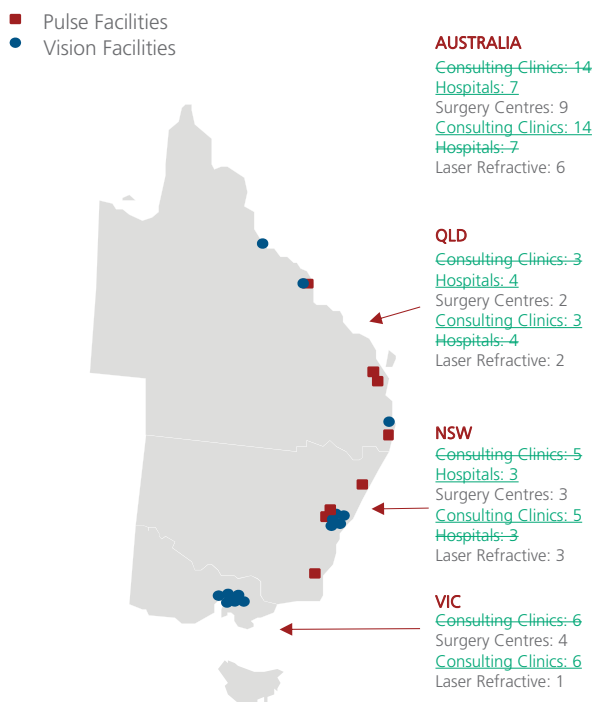 Pulse Facilities
Vision Facilities
AUSTRALIA
Consulting Clinics: 14
Hospitals: 7
Surgery Centres: 9
Consulting Clinics: 14
Hospitals: 7
Laser Refractive: 6
QLD
Consulting Clinics: 3
Hospitals: 4
Surgery Centres: 2
Consulting Clinics: 3
Hospitals: 4
Laser Refractive: 2
NSW
Consulting Clinics: 5
Hospitals: 3
Surgery Centres: 3
Consulting Clinics: 5
Hospitals: 3
Laser Refractive: 3
VIC
Consulting Clinics: 6
Surgery Centres: 4
Consulting Clinics: 6
Laser Refractive: 1